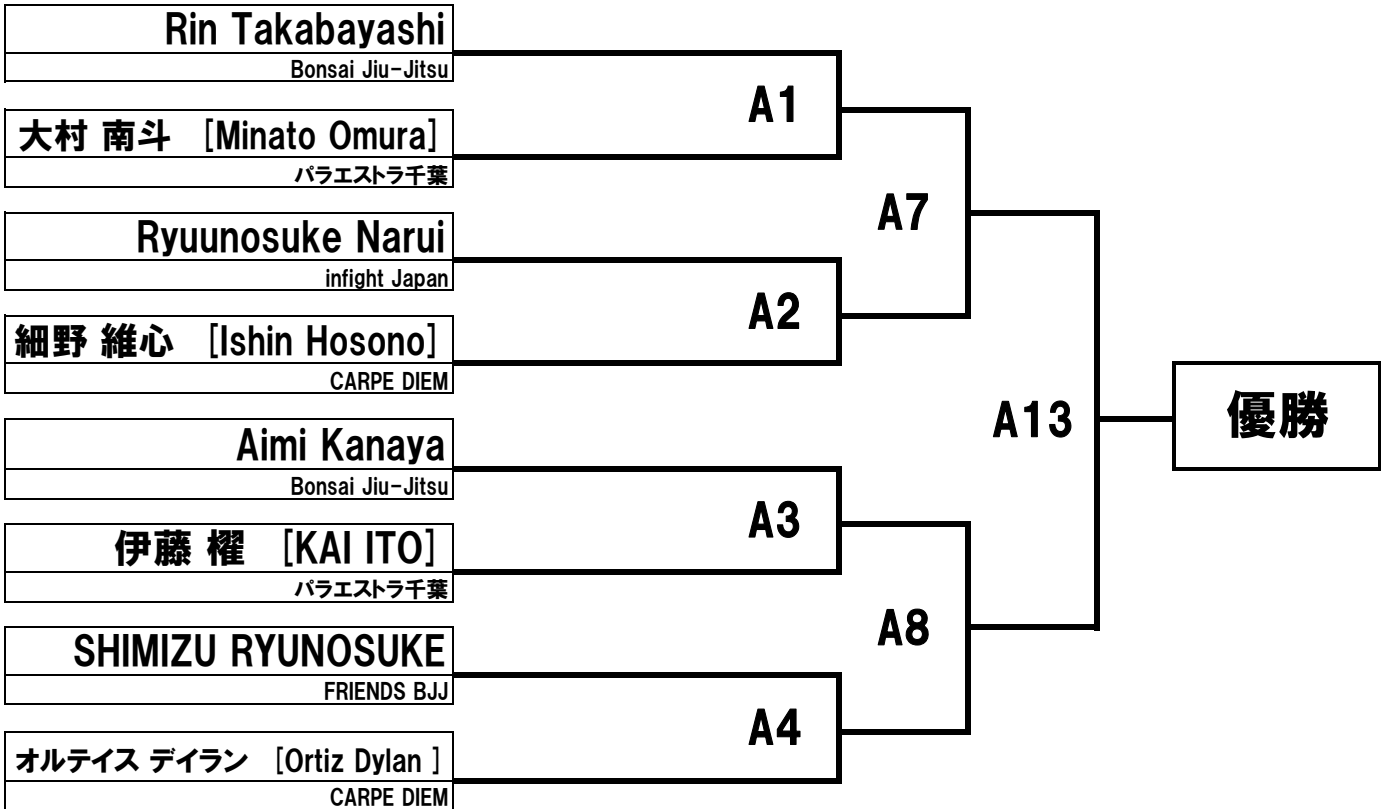 Rin Takabayashi
Bonsai Jiu-Jitsu
A1
大村 南斗 [Minato Omura]
パラエストラ千葉
A7
Ryuunosuke Narui
infight Japan
A2
細野 維心 [Ishin Hosono]
CARPE DIEM
A13
優勝
Aimi Kanaya
Bonsai Jiu-Jitsu
A3
伊藤 櫂 [KAI ITO]
パラエストラ千葉
A8
SHIMIZU RYUNOSUKE
FRIENDS BJJ
A4
オルテイス デイラン [Ortiz Dylan ]
CARPE DIEM